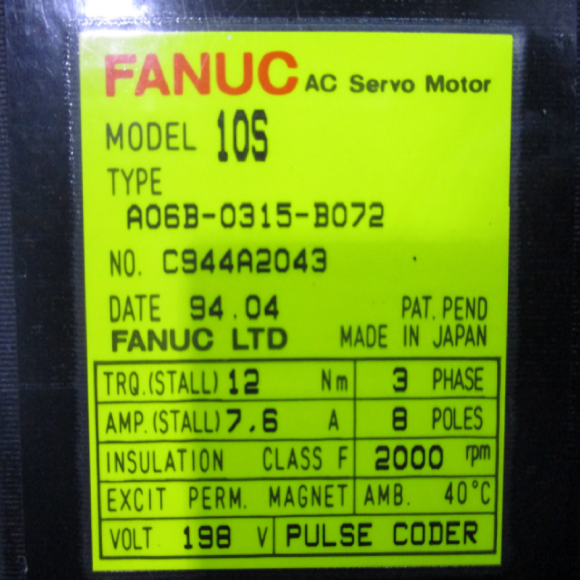 FANUC AC Servo Motor
MODEL 10S
TYPE
A06B-0315-B072
NO. C944A2043
DATE 94.04 PAT. PEND
FANUC LTD MADE IN JAPAN
TRQ.(STALL) 12 Nm 3 PHASE
AMP.(STALL) 7,6 A 8 POLES
INSULATION CLASS F 2000 rpm
EXCIT PERM. MAGNET AMB. 40°C
VOLT. 198 V PULSE CODER